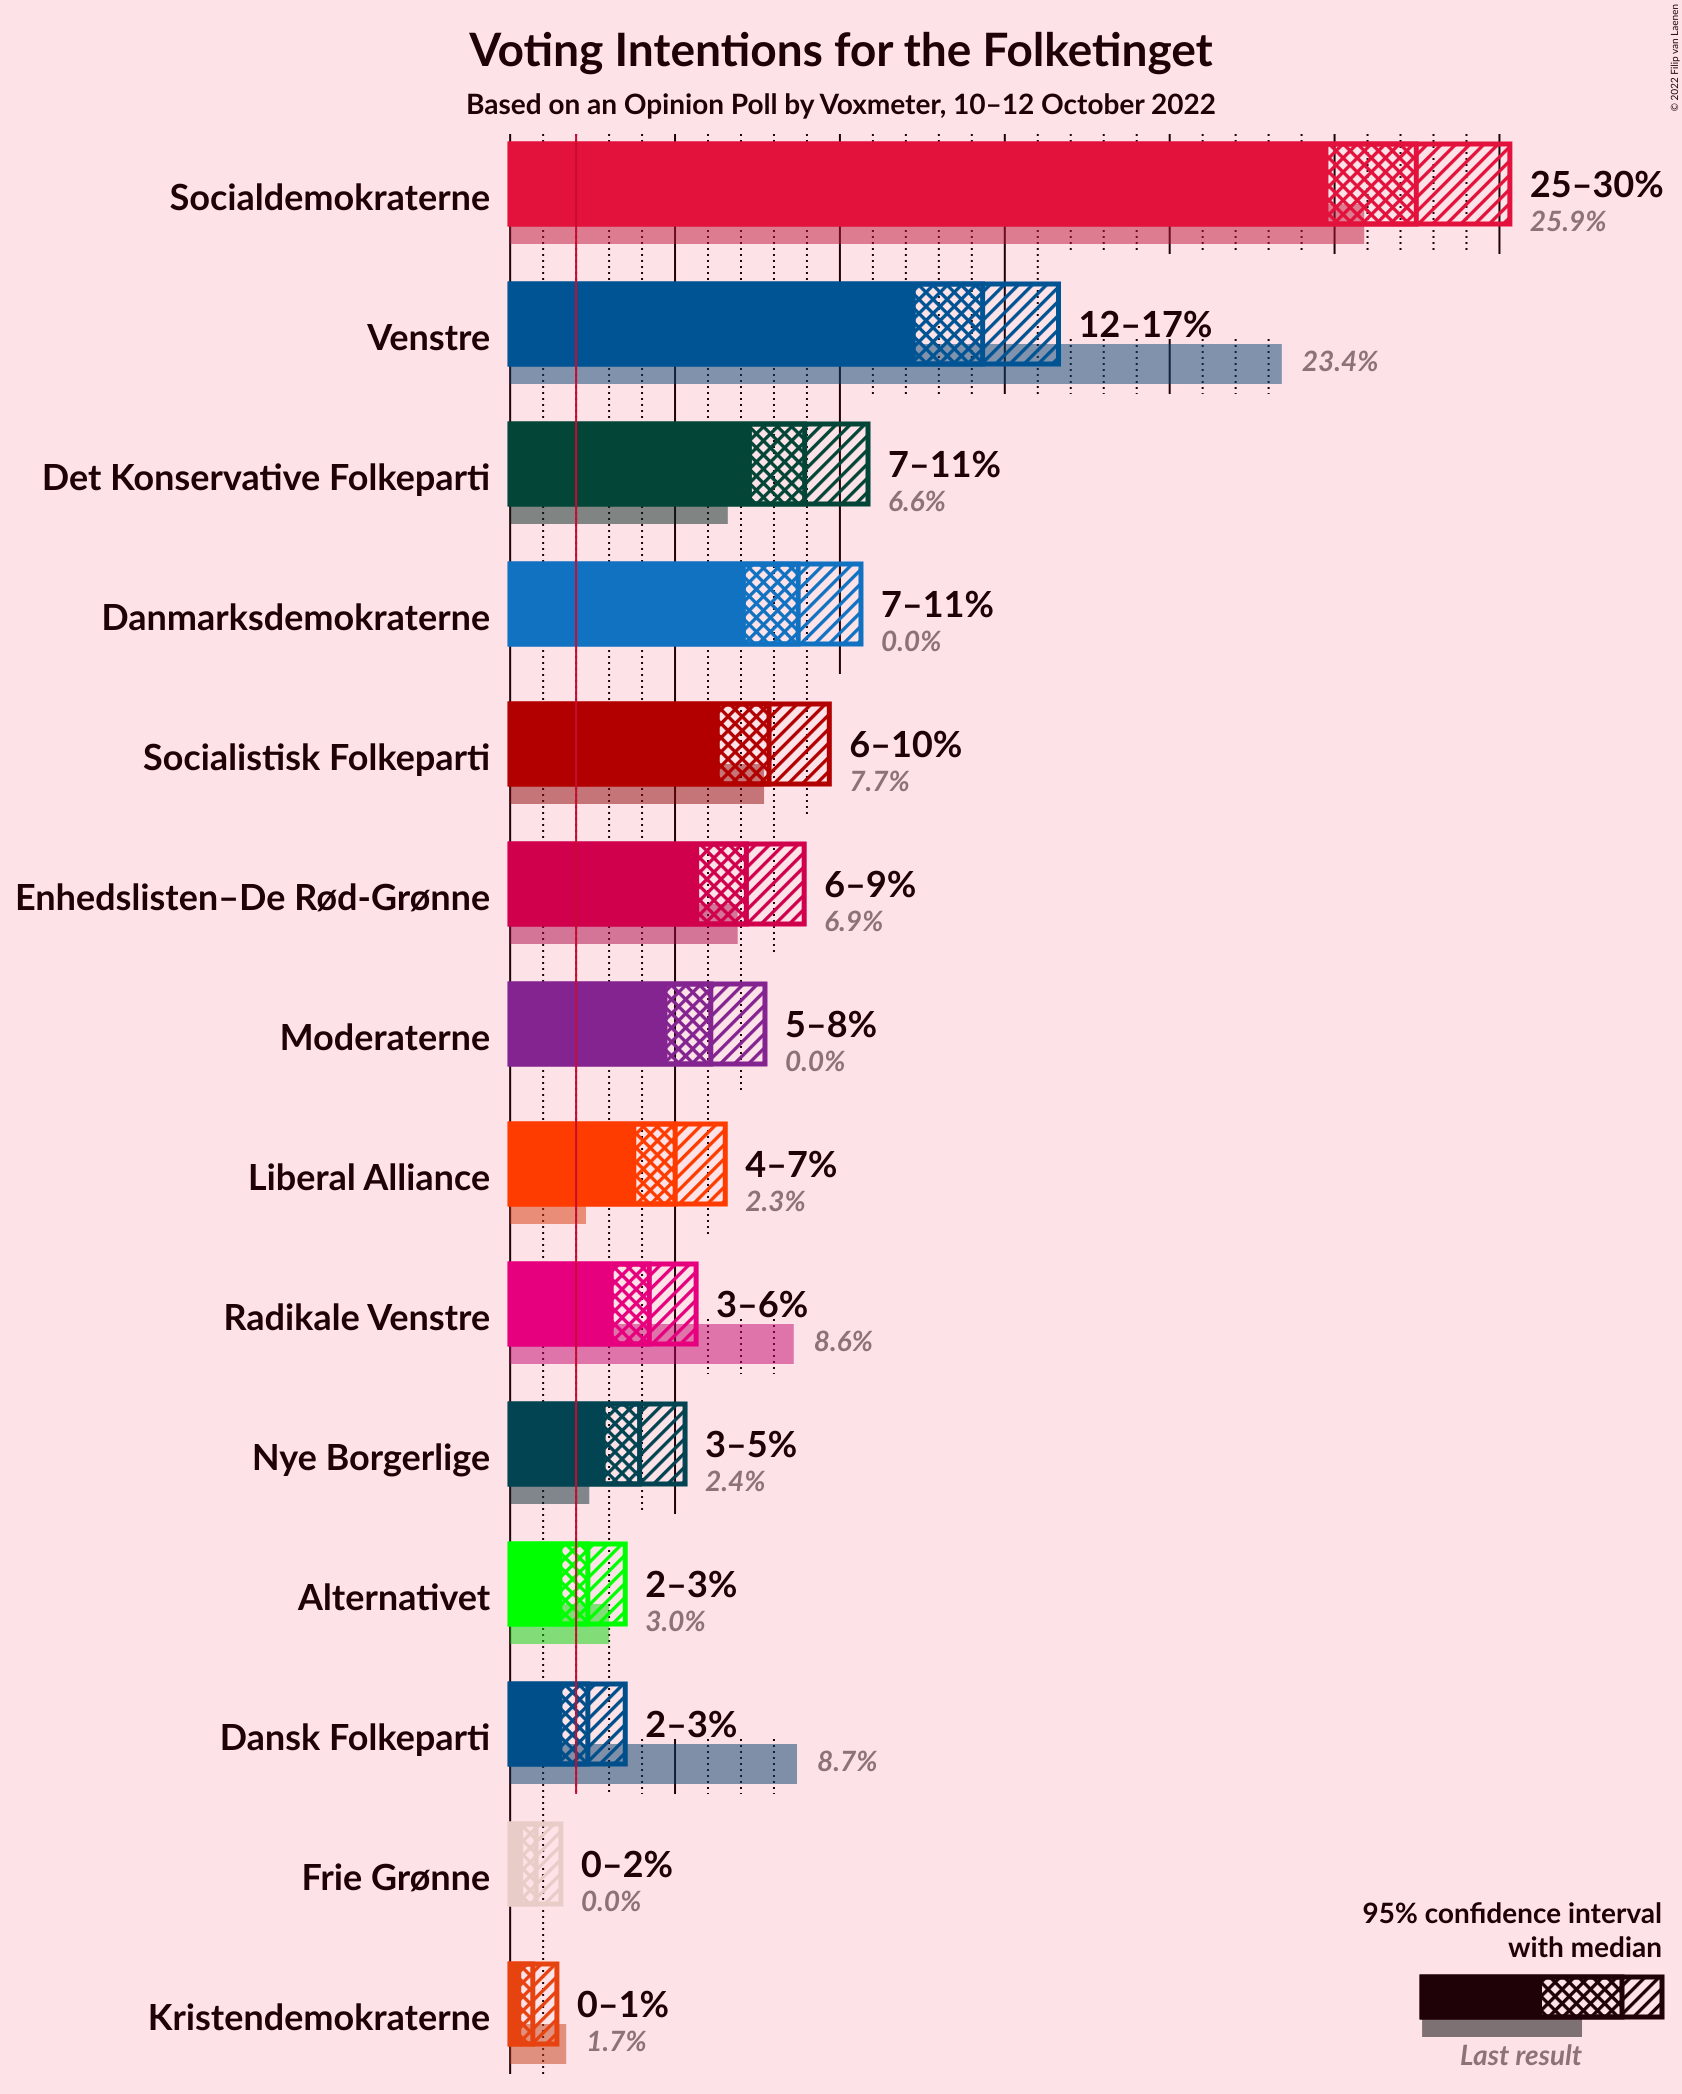 Voting Intentions for the Folketinget
Based on an Opinion Poll by Voxmeter, 10–12 October 2022
© 2022 Filip van Laenen
Socialdemokraterne
25–30%
25.9%
Venstre
12–17%
23.4%
Det Konservative Folkeparti
7–11%
6.6%
Danmarksdemokraterne
7–11%
0.0%
Socialistisk Folkeparti
6–10%
7.7%
Enhedslisten–De Rød-Grønne
6–9%
6.9%
Moderaterne
5–8%
0.0%
Liberal Alliance
4–7%
2.3%
Radikale Venstre
3–6%
8.6%
Nye Borgerlige
3–5%
2.4%
Alternativet
2–3%
3.0%
Dansk Folkeparti
2–3%
8.7%
Frie Grønne
0–2%
0.0%
Kristendemokraterne
0–1%
1.7%
95% confidence interval
with median
Last result